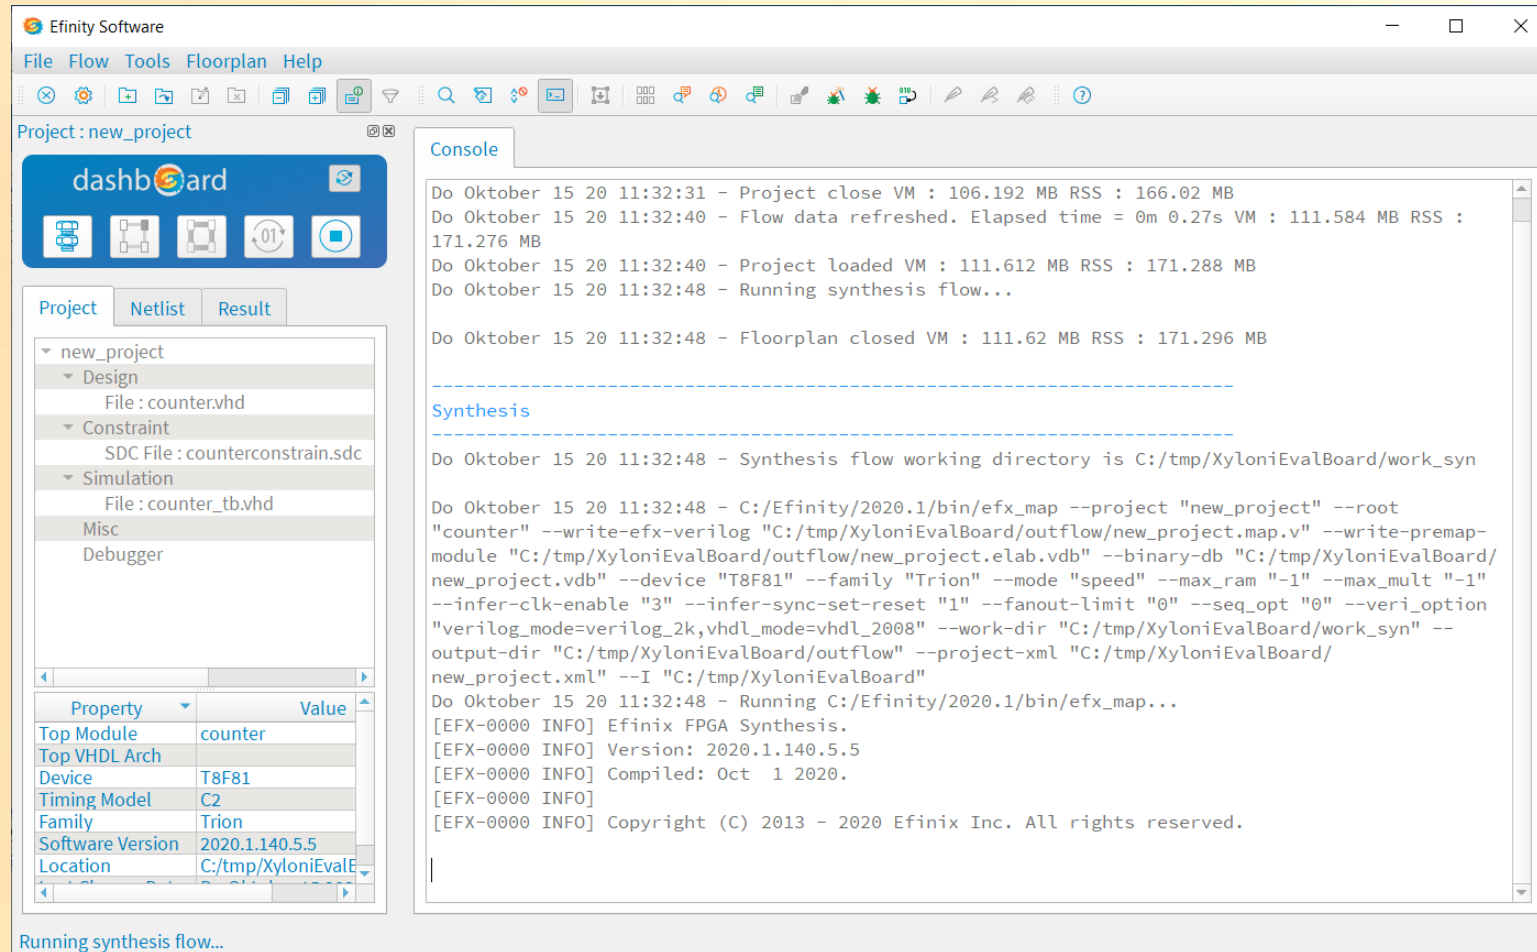 Efinity Software
File Flow Tools Floorplan Help
Project : new_project
dashboard
01
Project Netlist Result
new_project
Design
File : counter.vhd
Constraint
SDC File : counterconstrain.sdc
Simulation
File : counter_tb.vhd
Misc
Debugger
Property Value
Top Module counter
Top VHDL Arch
Device T8F81
Timing Model C2
Family Trion
Software Version 2020.1.140.5.5
Location C:/tmp/XyloniEvalE
Console
Do Oktober 15 20 11:32:31 - Project close VM : 106.192 MB RSS : 166.02 MB
Do Oktober 15 20 11:32:40 - Flow data refreshed. Elapsed time = 0m 0.27s VM : 111.584 MB RSS :
171.276 MB
Do Oktober 15 20 11:32:40 - Project loaded VM : 111.612 MB RSS : 171.288 MB
Do Oktober 15 20 11:32:48 - Running synthesis flow...
Do Oktober 15 20 11:32:48 - Floorplan closed VM : 111.62 MB RSS : 171.296 MB
-------------------------------------------------------------------------
Synthesis
-------------------------------------------------------------------------
Do Oktober 15 20 11:32:48 - Synthesis flow working directory is C:/tmp/XyloniEvalBoard/work_syn
Do Oktober 15 20 11:32:48 - C:/Efinity/2020.1/bin/efx_map --project "new_project" --root
"counter" --write-efx-verilog "C:/tmp/XyloniEvalBoard/outflow/new_project.map.v" --write-premap-
module "C:/tmp/XyloniEvalBoard/outflow/new_project.elab.vdb" --binary-db "C:/tmp/XyloniEvalBoard/
new_project.vdb" --device "T8F81" --family "Trion" --mode "speed" --max_ram "-1" --max_mult "-1"
--infer-clk-enable "3" --infer-sync-set-reset "1" --fanout-limit "0" --seq_opt "0" --veri_option
"verilog_mode=verilog_2k,vhdl_mode=vhdl_2008" --work-dir "C:/tmp/XyloniEvalBoard/work_syn" --
output-dir "C:/tmp/XyloniEvalBoard/outflow" --project-xml "C:/tmp/XyloniEvalBoard/
new_project.xml" --I "C:/tmp/XyloniEvalBoard"
Do Oktober 15 20 11:32:48 - Running C:/Efinity/2020.1/bin/efx_map...
[EFX-0000 INFO] Efinix FPGA Synthesis.
[EFX-0000 INFO] Version: 2020.1.140.5.5
[EFX-0000 INFO] Compiled: Oct  1 2020.
[EFX-0000 INFO]
[EFX-0000 INFO] Copyright (C) 2013 - 2020 Efinix Inc. All rights reserved.
Running synthesis flow...